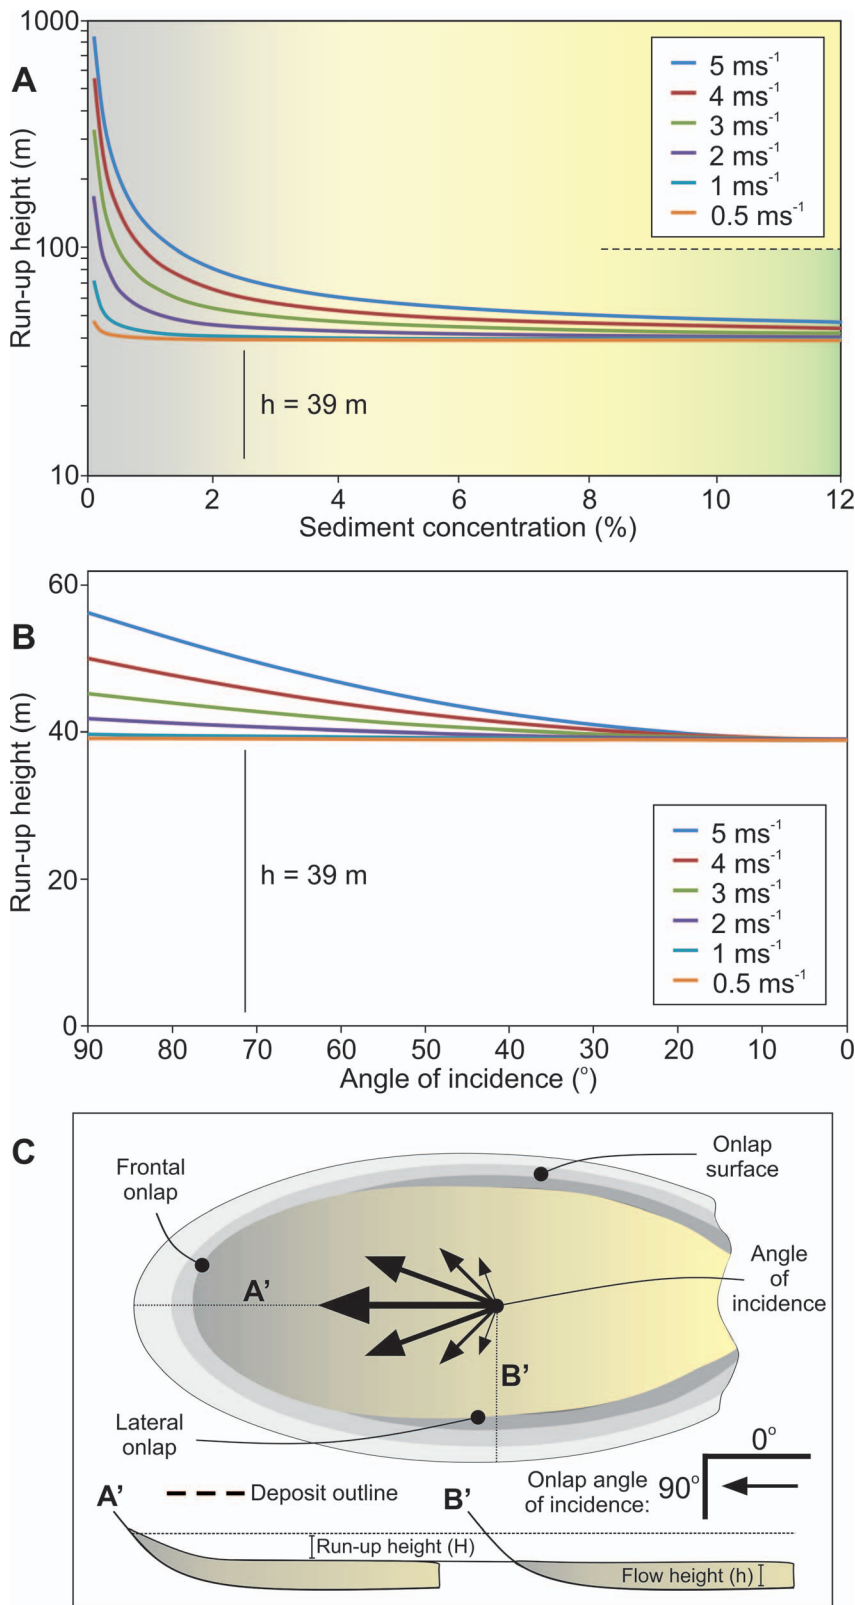 A
1000
100
10
Run-up height (m)
5 ms-1
4 ms-1
3 ms-1
2 ms-1
1 ms-1
0.5 ms-1
h = 39 m
0 2 4 6 8 10 12
Sediment concentration (%)
B
60
40
20
0
Run-up height (m)
h = 39 m
5 ms-1
4 ms-1
3 ms-1
2 ms-1
1 ms-1
0.5 ms-1
90 80 70 60 50 40 30 20 10 0
Angle of incidence (o)
C
Frontal
onlap
Onlap
surface
Angle
of
incidence
A'
B'
Lateral
onlap
0o
90o
Onlap angle
of incidence:
A'
Deposit outline
B'
Run-up height (H)
Flow height (h)